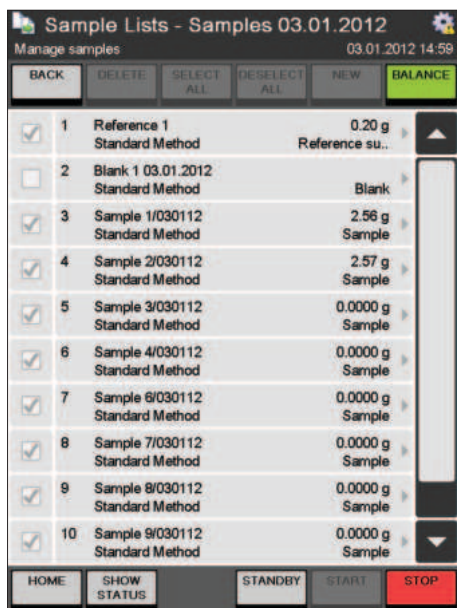 Sample Lists - Samples 03.01.2012
Manage samples 03.01.2012 14:59
BACK DELETE SELECT ALL DESELECT ALL NEW BALANCE
1 Reference 1 0.20 g
Standard Method Reference su..
2 Blank 1 03.01.2012
Standard Method Blank
3 Sample 1/030112 2.56 g
Standard Method Sample
4 Sample 2/030112 2.57 g
Standard Method Sample
5 Sample 3/030112 0.0000 g
Standard Method Sample
6 Sample 4/030112 0.0000 g
Standard Method Sample
7 Sample 6/030112 0.0000 g
Standard Method Sample
8 Sample 7/030112 0.0000 g
Standard Method Sample
9 Sample 8/030112 0.0000 g
Standard Method Sample
10 Sample 9/030112 0.0000 g
Standard Method Sample
HOME SHOW STATUS STANDBY START STOP